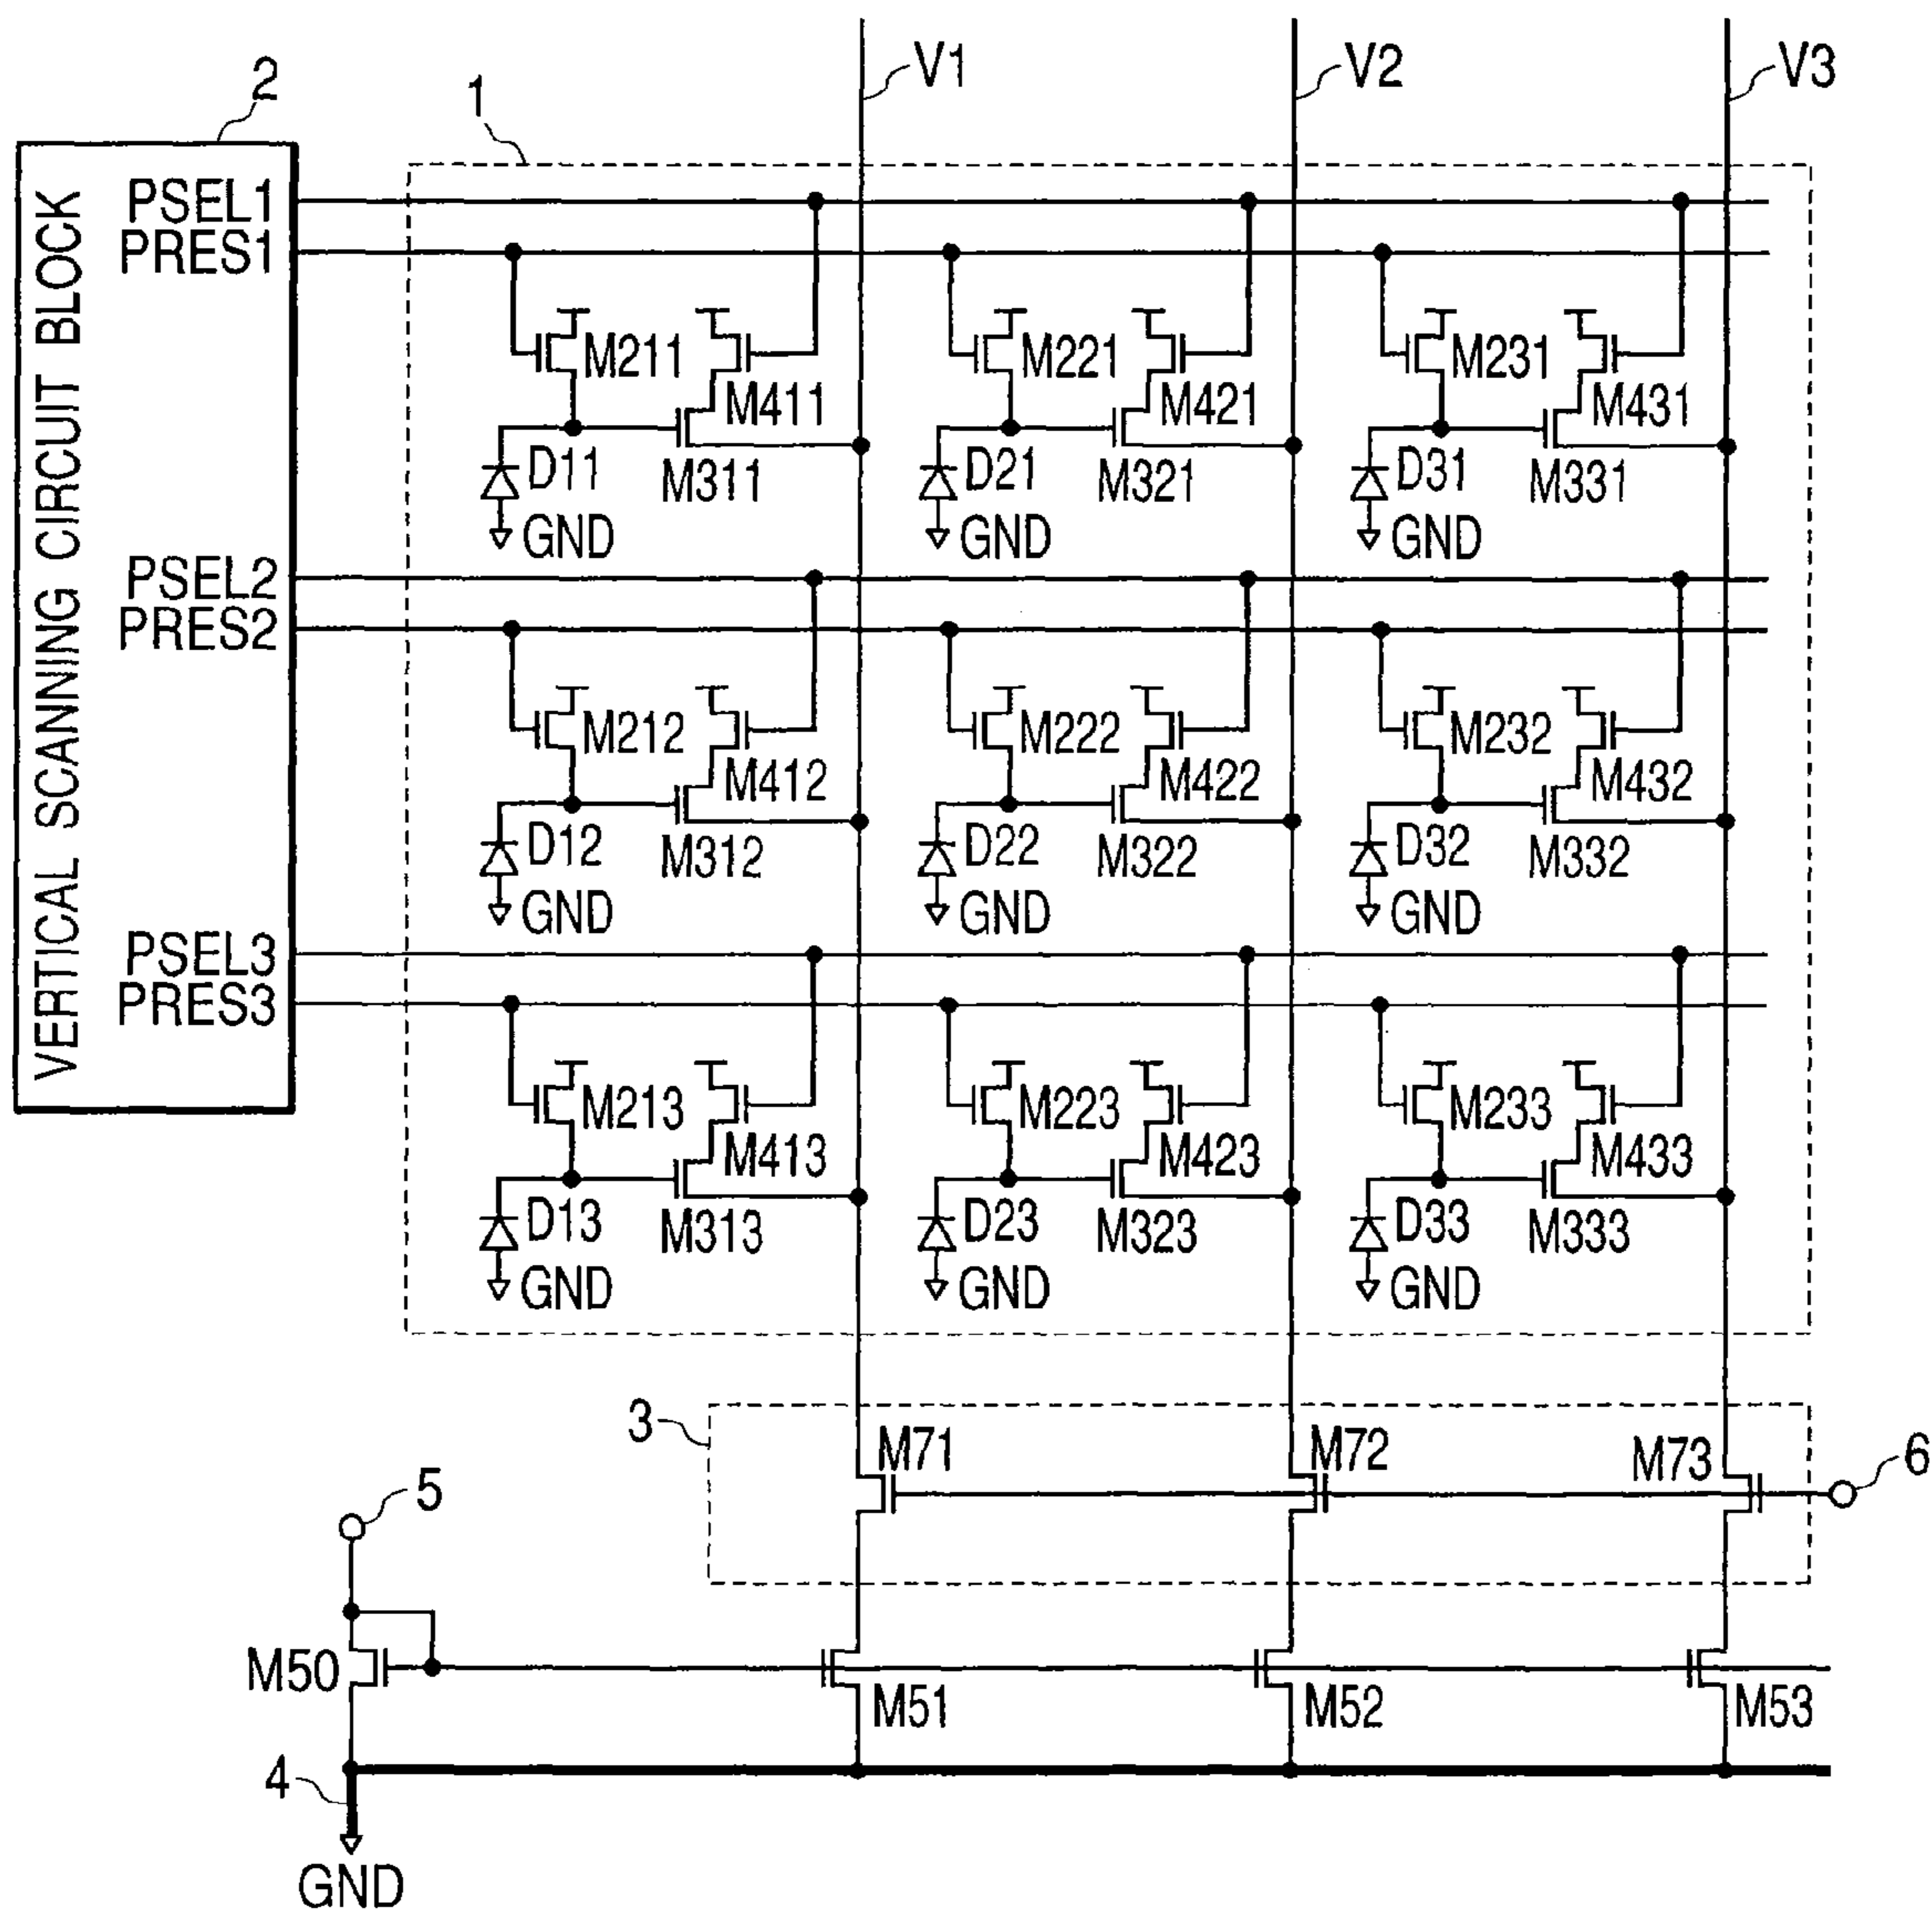 V1
V2
V3
2
1
VERTICAL SCANNING CIRCUIT BLOCK
PSEL1
PRES1
M211
M221
M231
M411
M421
M431
D11
M311
D21
M321
D31
M331
GND
GND
GND
PSEL2
PRES2
M212
M222
M232
M412
M422
M432
D12
M312
D22
M322
D32
M332
GND
GND
GND
PSEL3
PRES3
M213
M223
M233
M413
M423
M433
D13
M313
D23
M323
D33
M333
GND
GND
GND
3
M71
M72
M73
6
5
M50
M51
M52
M53
4
GND